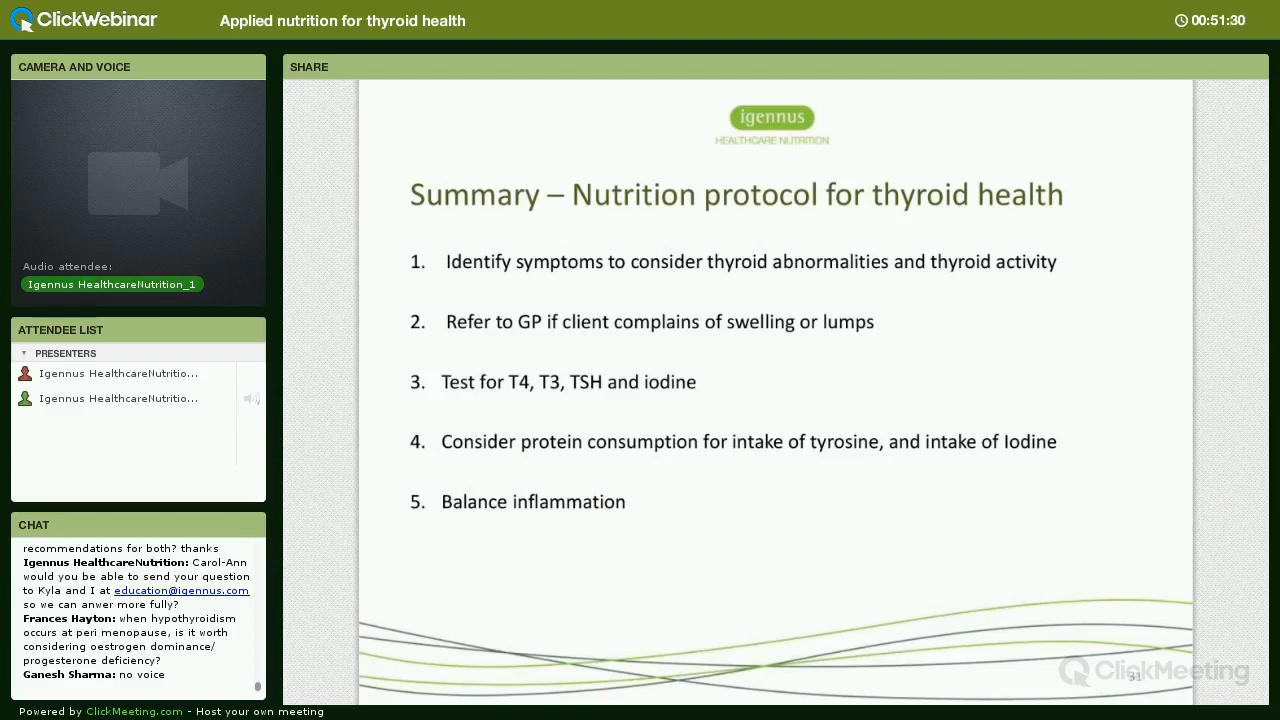 ClickWebinar
Applied nutrition for thyroid health
00:51:30
CAMERA AND VOICE
Audio attendee:
Igennus HealthcareNutrition_1
ATTENDEE LIST
PRESENTERS
Igennus HealthcareNutritio...
Igennus HealthcareNutritio...
CHAT
recommendations for both? thanks
Igennus HealthcareNutrition: Carol-Ann
would you be able to send your question
to Kyla and I at education@igennus.com
so we can anwer more fully?
Frances Hayton: when hypothyroidism
occurs at peri menopause, is it worth
considering oestrogen dominance/
progesterone deficiency?
Ganesh Sharma: no voice
SHARE
igennus
HEALTHCARE NUTRITION
Summary – Nutrition protocol for thyroid health
1. Identify symptoms to consider thyroid abnormalities and thyroid activity
2. Refer to GP if client complains of swelling or lumps
3. Test for T4, T3, TSH and iodine
4. Consider protein consumption for intake of tyrosine, and intake of Iodine
5. Balance inflammation
31
ClickMeeting
Powered by ClickMeeting.com - Host your own meeting